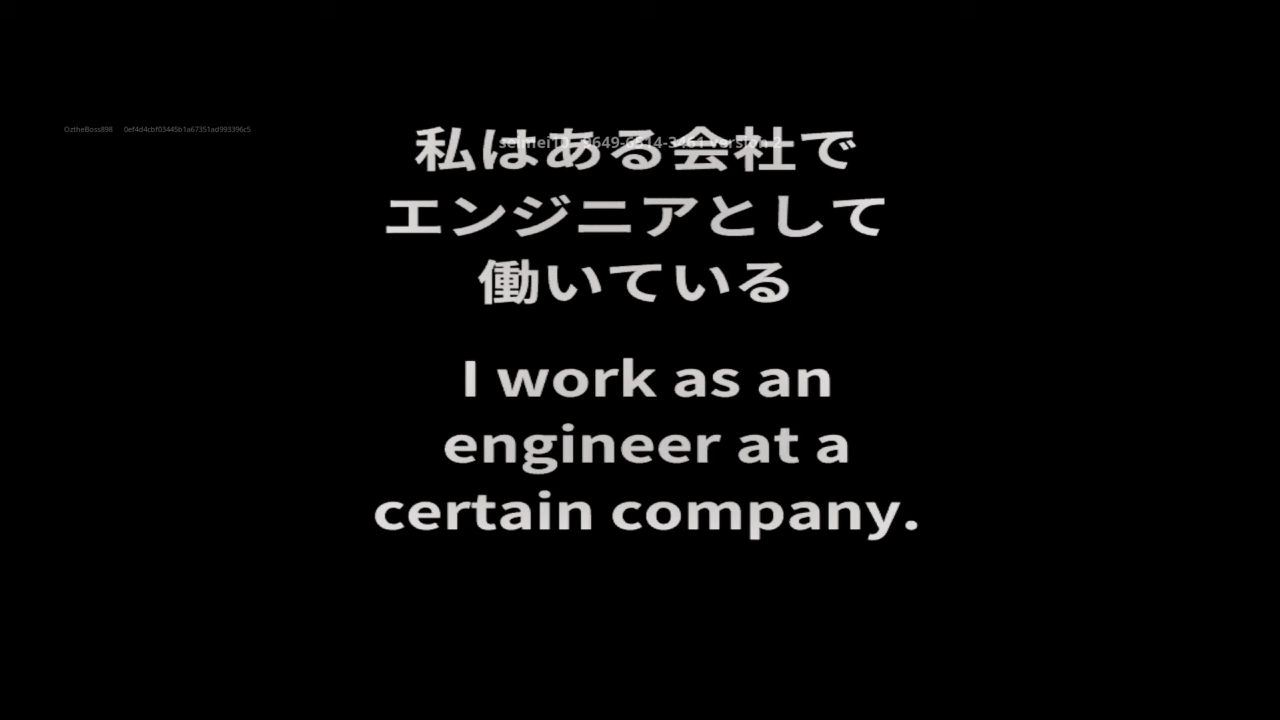 OztheBoss898 0ef4d4cbf03445b1a67351ad993396c5
私はある会社で
エンジニアとして
働いている
I work as an
engineer at a
certain company.